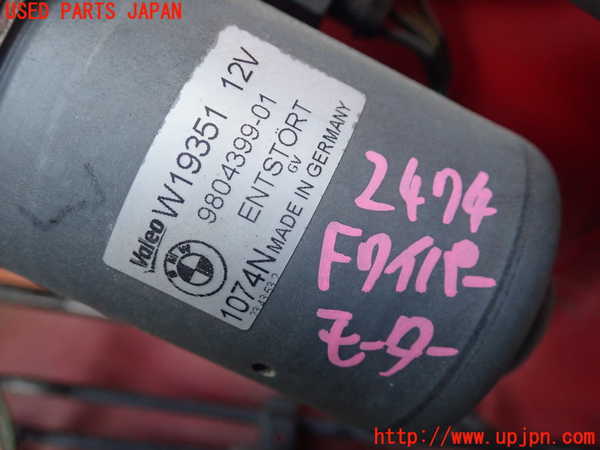 USED PARTS JAPAN
Valeo W19351 12V
9804399-01
ENTSTÖRT
GV
1074N MADE IN GERMANY
2474
Fワイパー
モーター
http://www.upjpn.com/